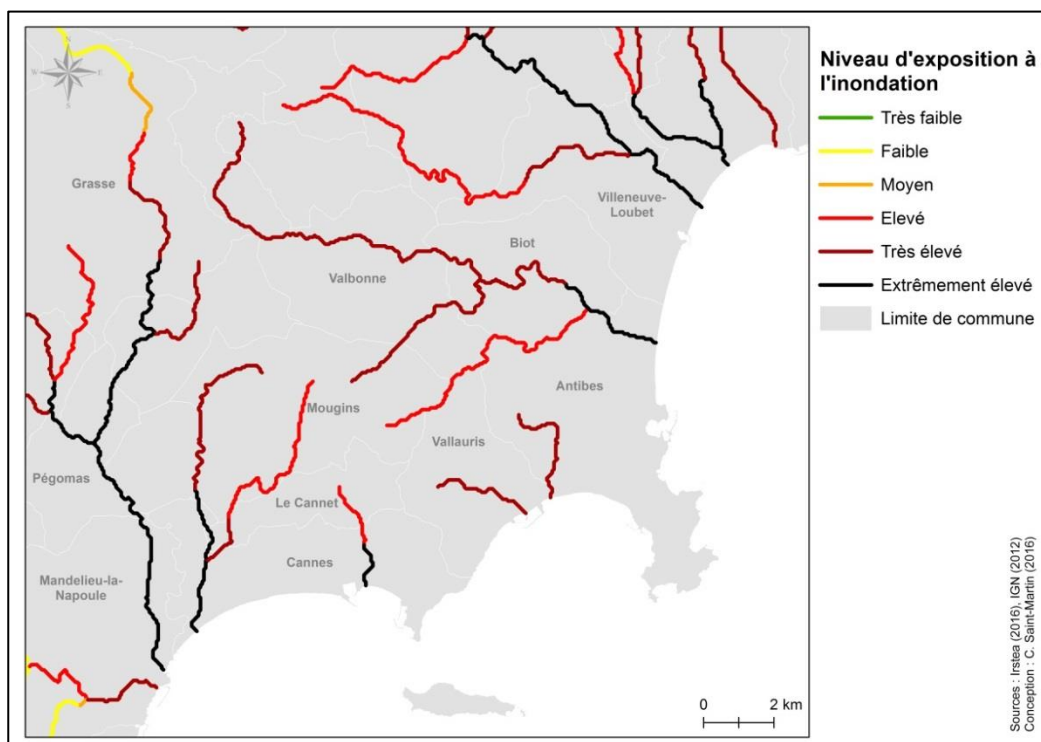 N
W
E
S
Grasse
Villeneuve-
Loubet
Biot
Valbonne
Antibes
Mougins
Vallauris
Pégomas
Le Cannet
Cannes
Mandelieu-la-
Napoule
0 2 km
Niveau d'exposition à
l'inondation
Très faible
Faible
Moyen
Elevé
Très élevé
Extrêmement élevé
Limite de commune
Sources : Irstea (2016), IGN (2012)
Conception : C. Saint-Martin (2016)